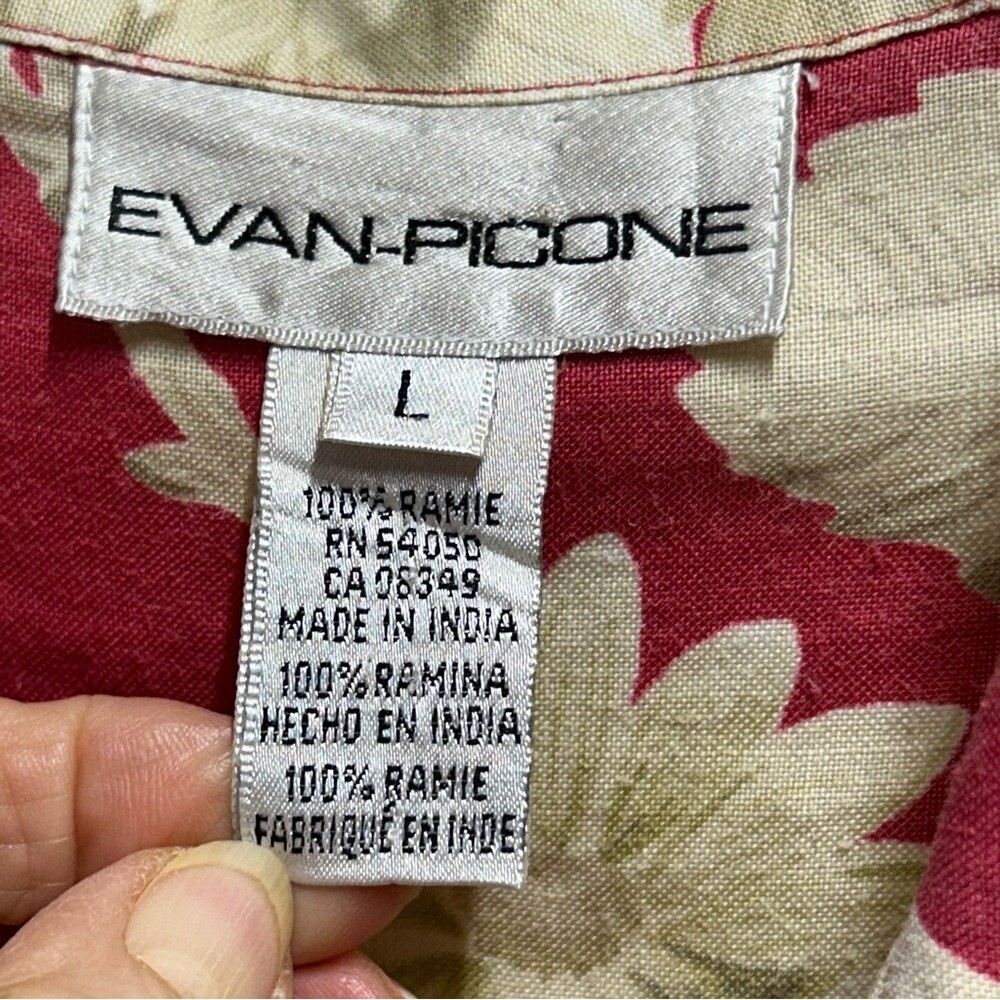 EVAN-PICONE
L
100% RAMIE
RN 54050
CA 08349
MADE IN INDIA
100% RAMINA
HECHO EN INDIA
100% RAMIE
FABRIQUÉ EN INDE